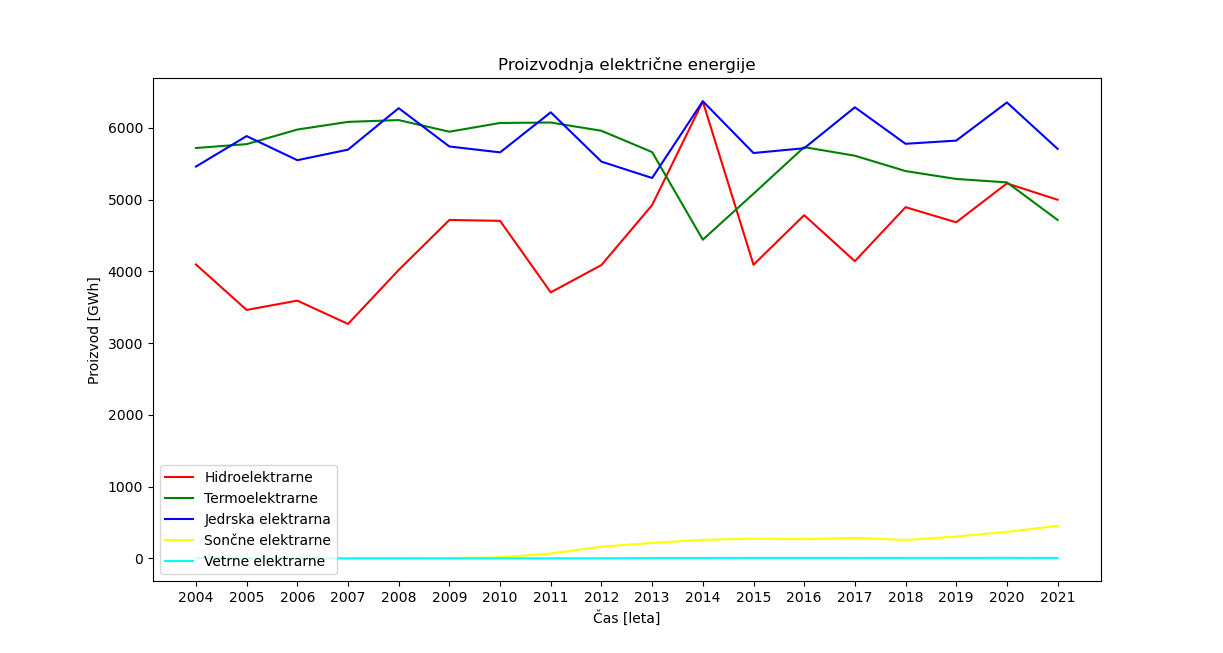 Proizvodnja električne energije
Proizvod [GWh]
6000
5000
4000
3000
2000
1000
0
Hidroelektrarne
Termoelektrarne
Jedrska elektrarna
Sončne elektrarne
Vetrne elektrarne
2004 2005 2006 2007 2008 2009 2010 2011 2012 2013 2014 2015 2016 2017 2018 2019 2020 2021
Čas [leta]